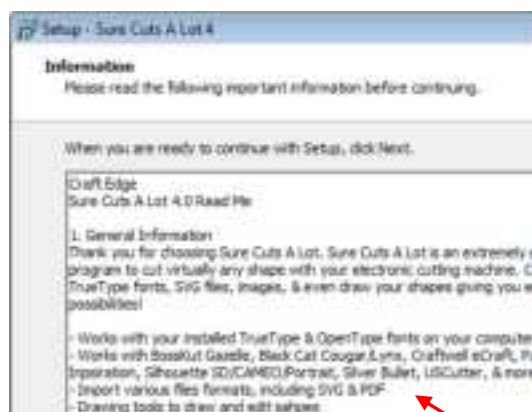 Setup - Sure Cuts A Lot 4
Information
Please read the following important information before continuing.
When you are ready to continue with Setup, click Next.
Craft Edge
Sure Cuts A Lot 4.0 Read Me
1. General Information
Thank you for choosing Sure Cuts A Lot. Sure Cuts A Lot is an extremely
program to cut virtually any shape with your electronic cutting machine.
TrueType fonts, SVG files, images, & even draw your shapes giving you
possibilities!
- Works with your installed TrueType & OpenType fonts on your computer
- Works with BossKut Gazelle, Black Cat Cougar/Lynx, Craftwell eCraft,
Inspiration, Silhouette SD/CAMEO/Portrait, Silver Bullet, USCutter, & more
- Import various files formats, including SVG & PDF
- Drawing tools to draw and edit